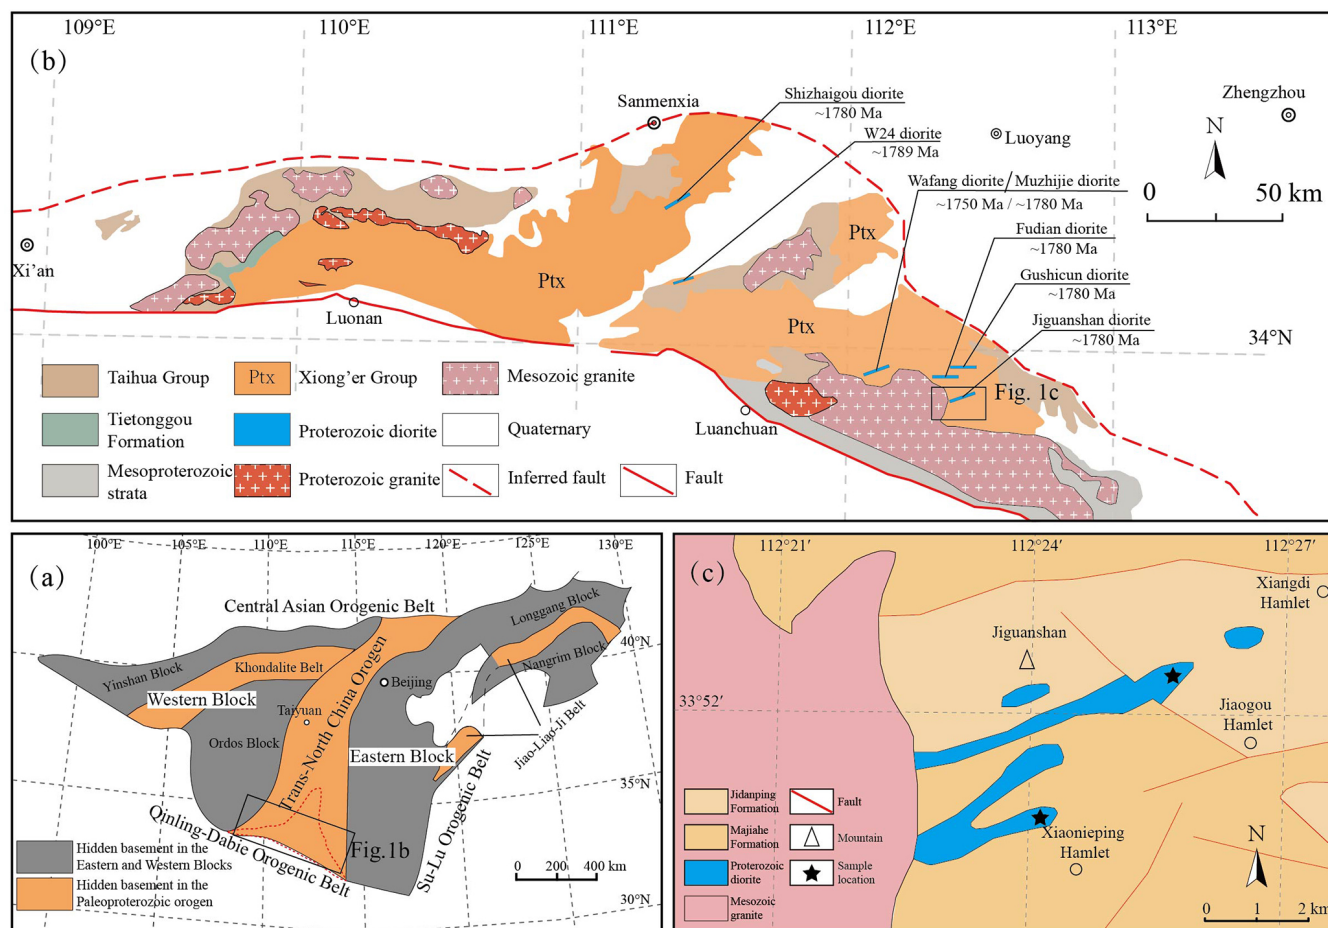 109°E
110°E
111°E
112°E
113°E
(b)
Sanmenxia
Shizhaigou diorite
~1780 Ma
W24 diorite
~1789 Ma
Luoyang
Zhengzhou
N
0 50 km
Wafang diorite/Muzhijie diorite
~1750 Ma / ~1780 Ma
Fudian diorite
~1780 Ma
Gushicun diorite
~1780 Ma
Jiguanshan diorite
~1780 Ma
Xi'an
Luonan
Ptx
Ptx
Ptx
34°N
Fig. 1c
Luanchuan
Taihua Group
Ptx
Xiong'er Group
Mesozoic granite
Tietonggou
Formation
Proterozoic diorite
Quaternary
Mesoproterozoic
strata
Proterozoic granite
Inferred fault
Fault
(a)
100°E
105°E
110°E
115°E
120°E
125°E
130°E
Central Asian Orogenic Belt
Longgang Block
40°N
Nangrim Block
Yinshan Block
Khondalite Belt
Western Block
Trans-North China Orogen
Beijing
Taiyuan
Ordos Block
Eastern Block
Jiao-Liao-Ji Belt
35°N
Su-Lu Orogenic Belt
Qinling-Dabie Orogenic Belt
Fig.1b
Hidden basement in the
Eastern and Western Blocks
Hidden basement in the
Paleoproterozoic orogen
0 200 400 km
30°N
(c)
112°21′
112°24′
112°27′
Xiangdi
Hamlet
Jiguanshan
33°52′
Jiaogou
Hamlet
Xiaonieping
Hamlet
Jidanping
Formation
Fault
Majiahe
Formation
Mountain
Proterozoic
diorite
Sample
location
Mesozoic
granite
N
0 1 2 km